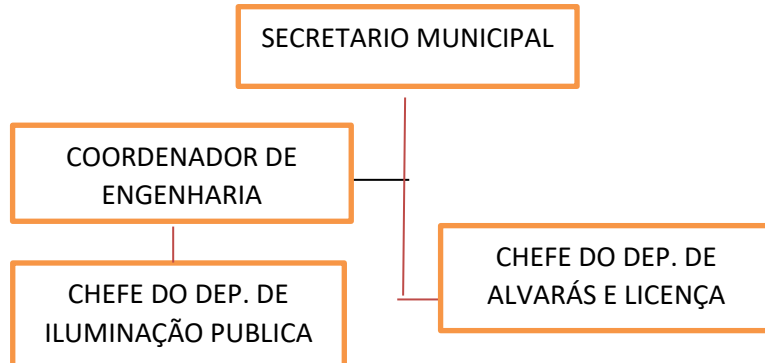 SECRETARIO MUNICIPAL
COORDENADOR DE
ENGENHARIA
CHEFE DO DEP. DE
ILUMINAÇÃO PUBLICA
CHEFE DO DEP. DE
ALVARÁS E LICENÇA